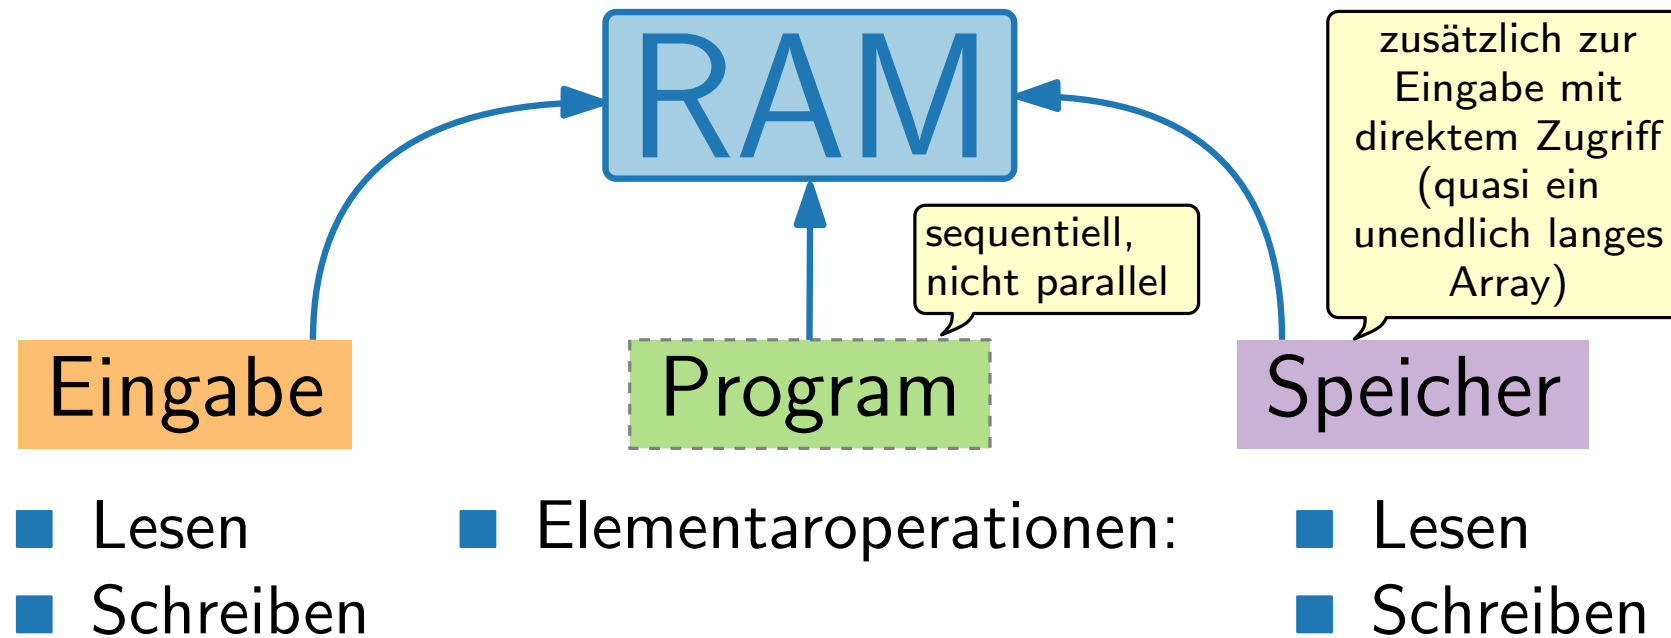 RAM
zusätzlich zur
Eingabe mit
direktem Zugriff
(quasi ein
unendlich langes
Array)
sequentiell,
nicht parallel
Eingabe
Program
Speicher
Lesen
Schreiben
Elementaroperationen:
Lesen
Schreiben